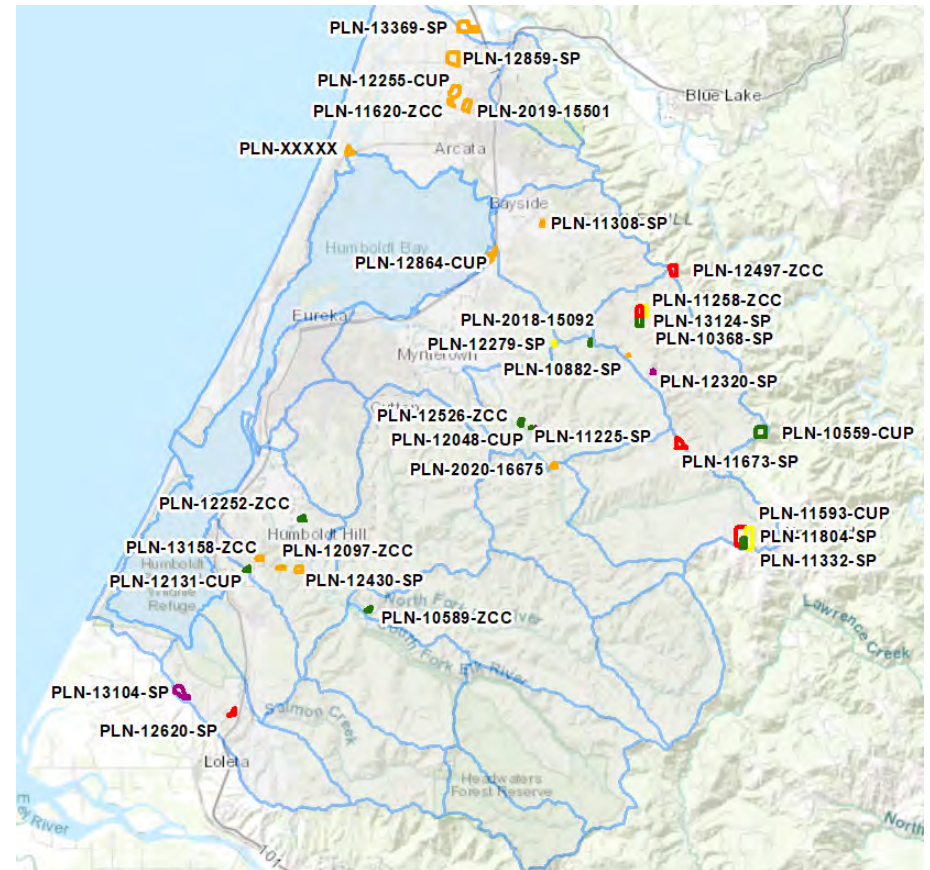 PLN-13369-SP
PLN-12859-SP
PLN-12255-CUP
Blue Lake
PLN-11620-ZCC
PLN-2019-15501
PLN-XXXXX
Arcata
Bayside
PLN-11308-SP
Humboldt Bay
PLN-12864-CUP
PLN-12497-ZCC
PLN-11258-ZCC
Eureka
PLN-2018-15092
PLN-13124-SP
PLN-12279-SP
PLN-10368-SP
Myrtletown
PLN-10882-SP
PLN-12320-SP
Cutten
PLN-12526-ZCC
PLN-12048-CUP
PLN-11225-SP
PLN-10559-CUP
PLN-11673-SP
PLN-2020-16675
PLN-12252-ZCC
PLN-11593-CUP
Humboldt Hill
PLN-11804-SP
PLN-13158-ZCC
PLN-12097-ZCC
PLN-11332-SP
Humboldt
PLN-12131-CUP
PLN-12430-SP
Refuge
North Fork
River
PLN-10589-ZCC
Lawrence Creek
South Fork Elk River
PLN-13104-SP
Salmon Creek
PLN-12620-SP
Loleta
Headwaters
Forest Reserve
River
North
101